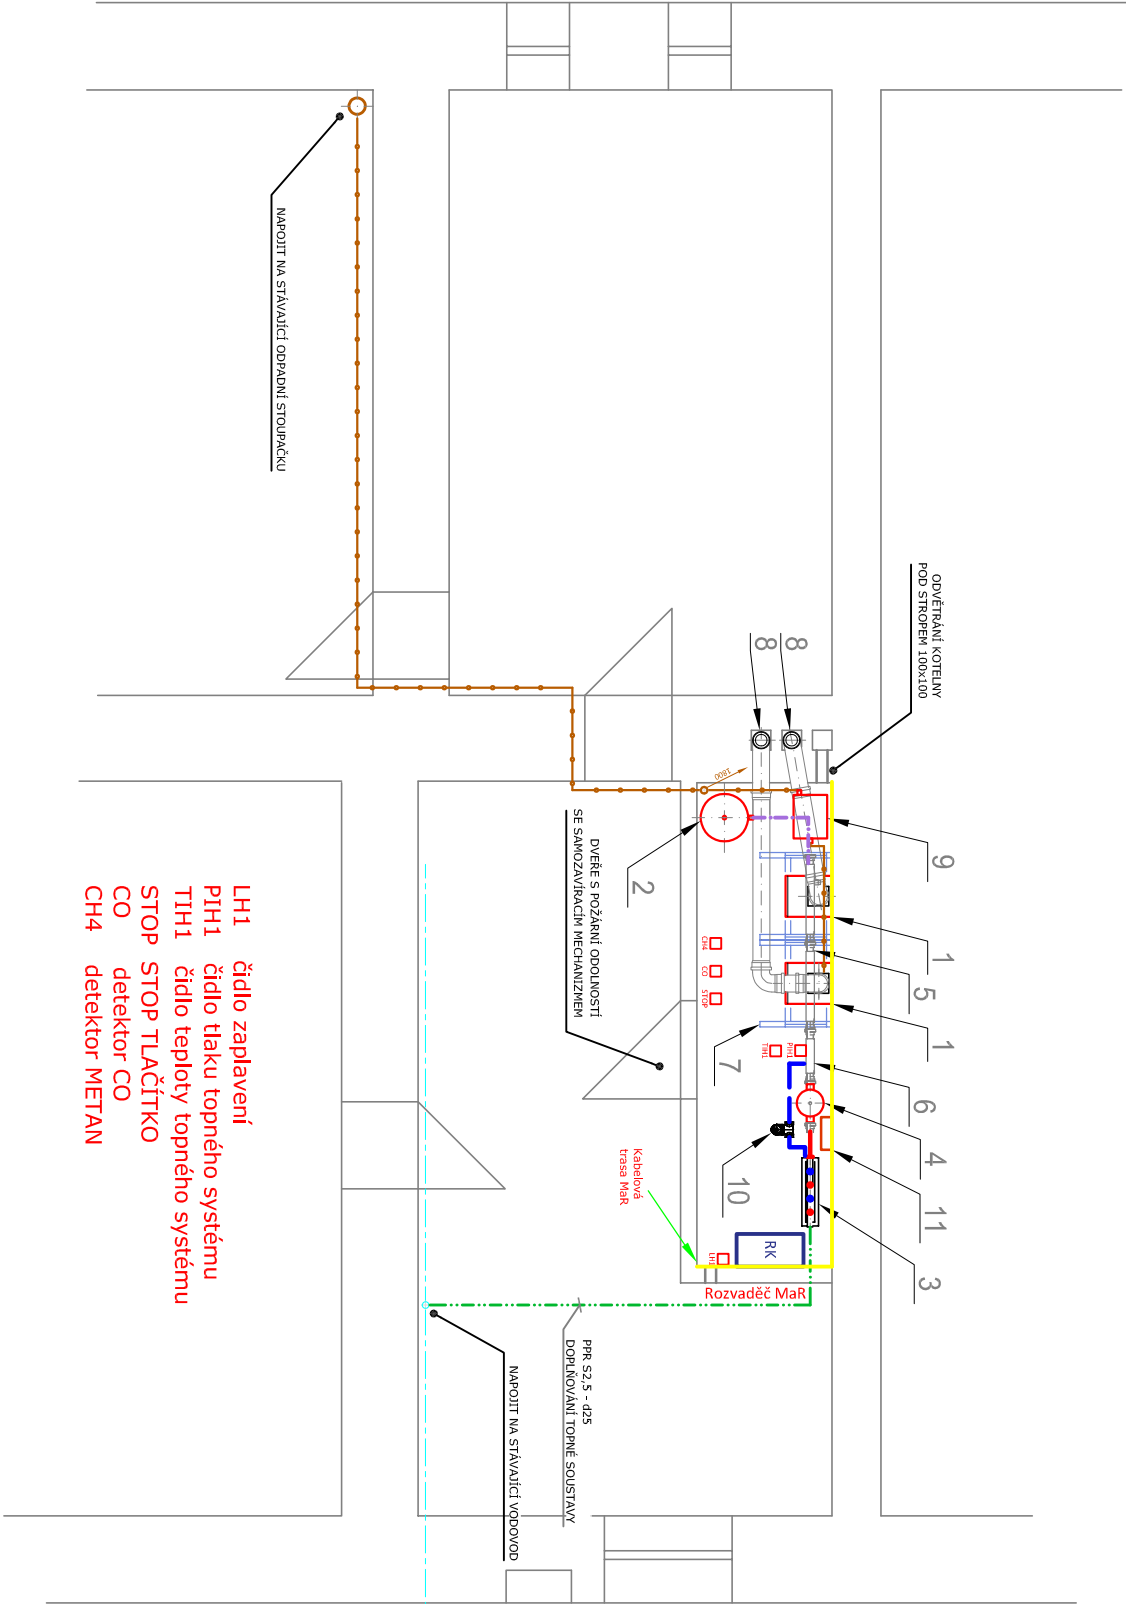 NAPOJIT NA STÁVAJÍCÍ ODPADNÍ STOUPAČKU
ODVĚTRÁNÍ KOTELNY
POD STROPEM 100x100
8
8
1800
9
2
DVEŘE S POŽÁRNÍ ODOLNOSTÍ
SE SAMOZAVÍRACÍM MECHANIZMEM
1
5
1
CH4
CO
STOP
7
TIH1
PIH1
6
4
11
10
3
Kabelová
trasa MaR
LH1
RK
Rozvaděč MaR
LH1 čidlo zaplavení
PIH1 čidlo tlaku topného systému
TIH1 čidlo teploty topného systému
STOP STOP TLAČÍTKO
CO detektor CO
CH4 detektor METAN
PPR S2,5 - d25
DOPLŇOVÁNÍ TOPNÉ SOUSTAVY
NAPOJIT NA STÁVAJÍCÍ VODOVOD